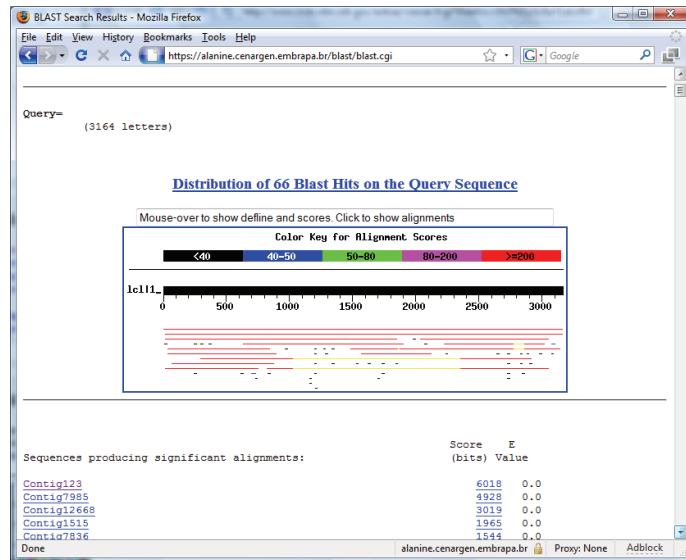 BLAST Search Results - Mozilla Firefox
File Edit View History Bookmarks Tools Help
https://alanine.cenargen.embrapa.br/blast/blast.cgi
G Google
Query=
(3164 letters)
Distribution of 66 Blast Hits on the Query Sequence
Mouse-over to show defline and scores. Click to show alignments
Color Key for Alignment Scores
<40 40-50 50-80 80-200 >=200
lcl|1_
0 500 1000 1500 2000 2500 3000
Score E
Sequences producing significant alignments: (bits) Value
Contig123 6018 0.0
Contig7985 4928 0.0
Contig12668 3019 0.0
Contig1515 1965 0.0
Contig7836 1544 0.0
Done alanine.cenargen.embrapa.br Proxy: None Adblock